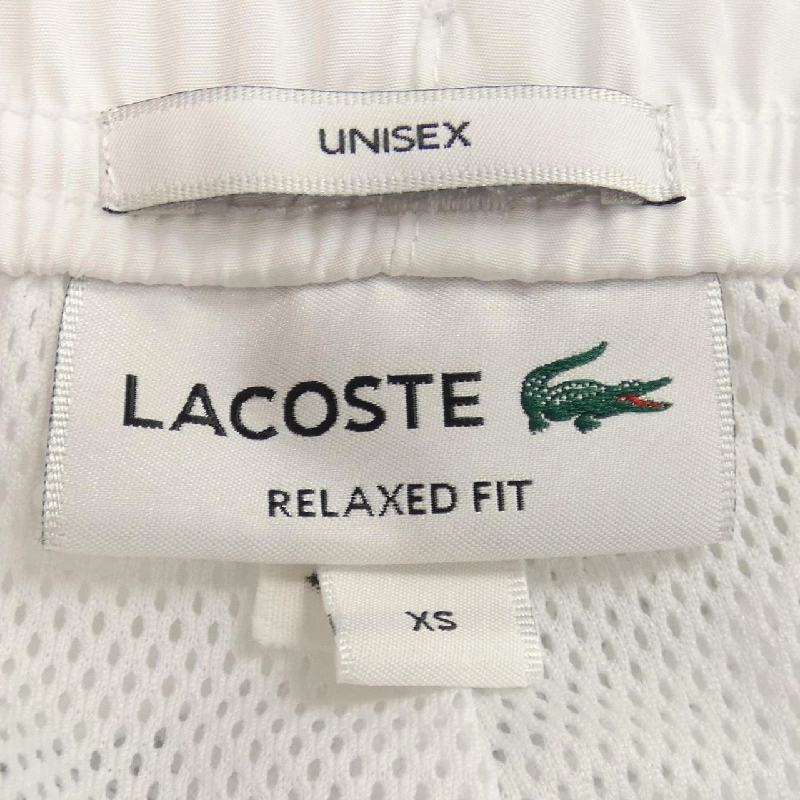 UNISEX
LACOSTE
RELAXED FIT
XS